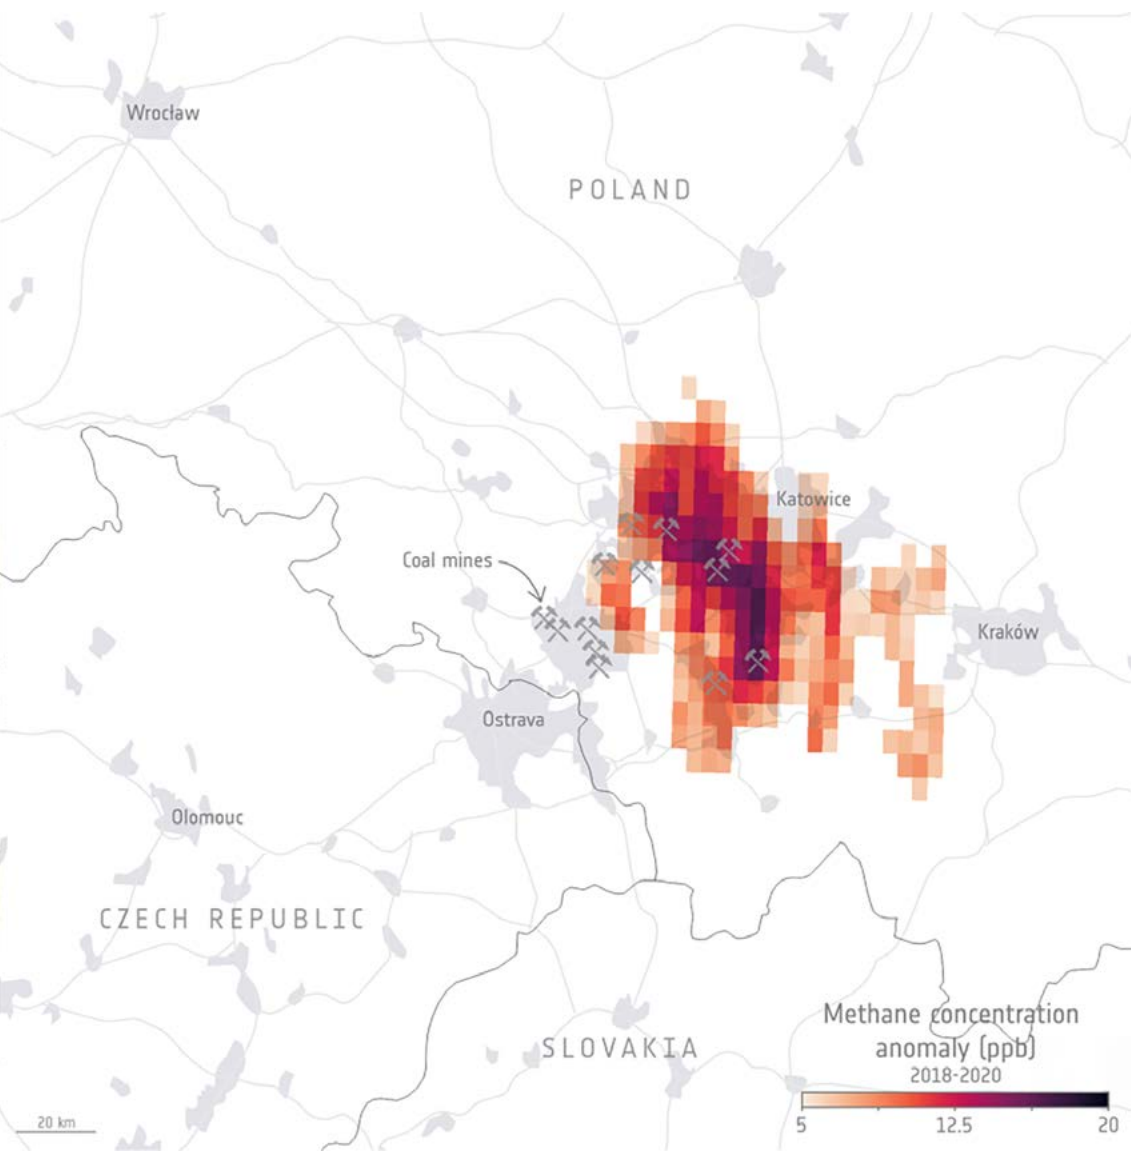 Wrocław
POLAND
Katowice
Coal mines
Kraków
Ostrava
Olomouc
CZECH REPUBLIC
SLOVAKIA
Methane concentration
anomaly (ppb)
2018-2020
20 km
5 12.5 20